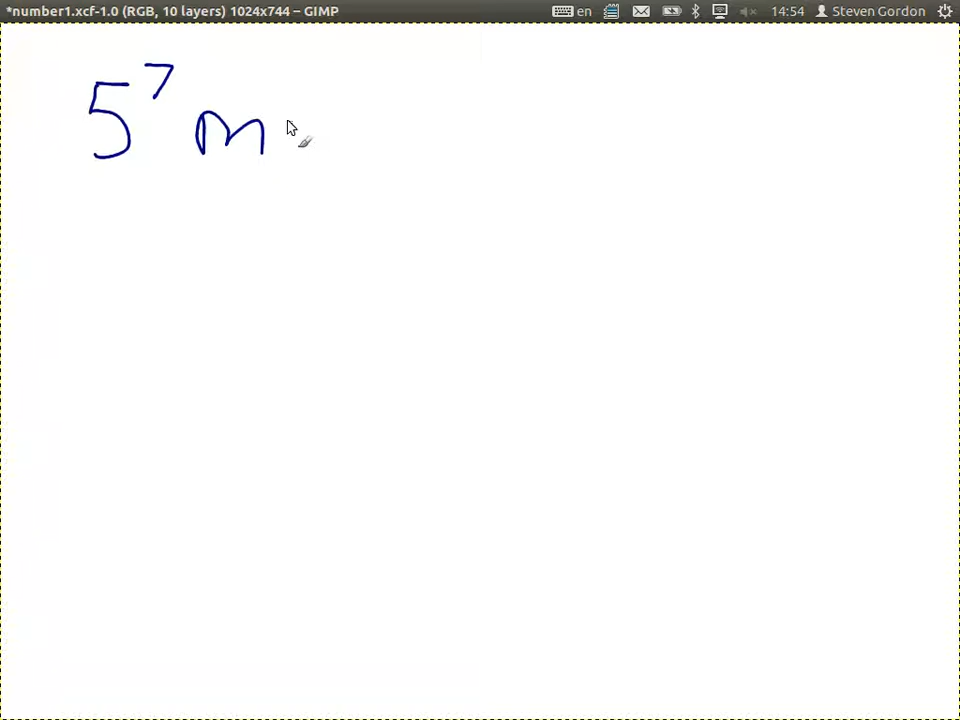 *number1.xcf-1.0 (RGB, 10 layers) 1024x744 – GIMP en 14:54 Steven Gordon
5⁷ m